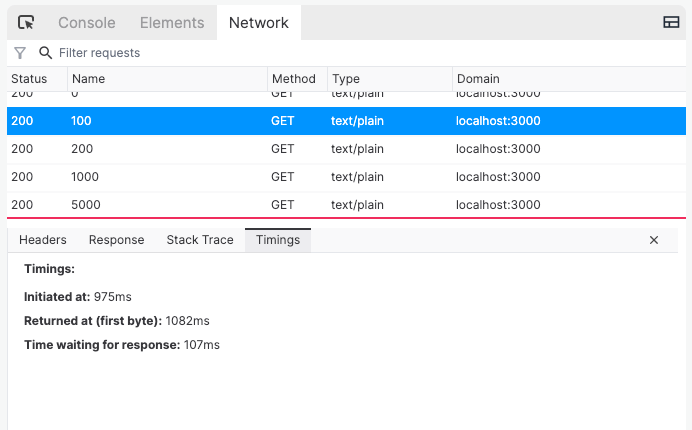 Console Elements Network
Filter requests
Status Name Method Type Domain
200 0 GET text/plain localhost:3000
200 100 GET text/plain localhost:3000
200 200 GET text/plain localhost:3000
200 1000 GET text/plain localhost:3000
200 5000 GET text/plain localhost:3000
Headers Response Stack Trace Timings
Timings:
Initiated at: 975ms
Returned at (first byte): 1082ms
Time waiting for response: 107ms